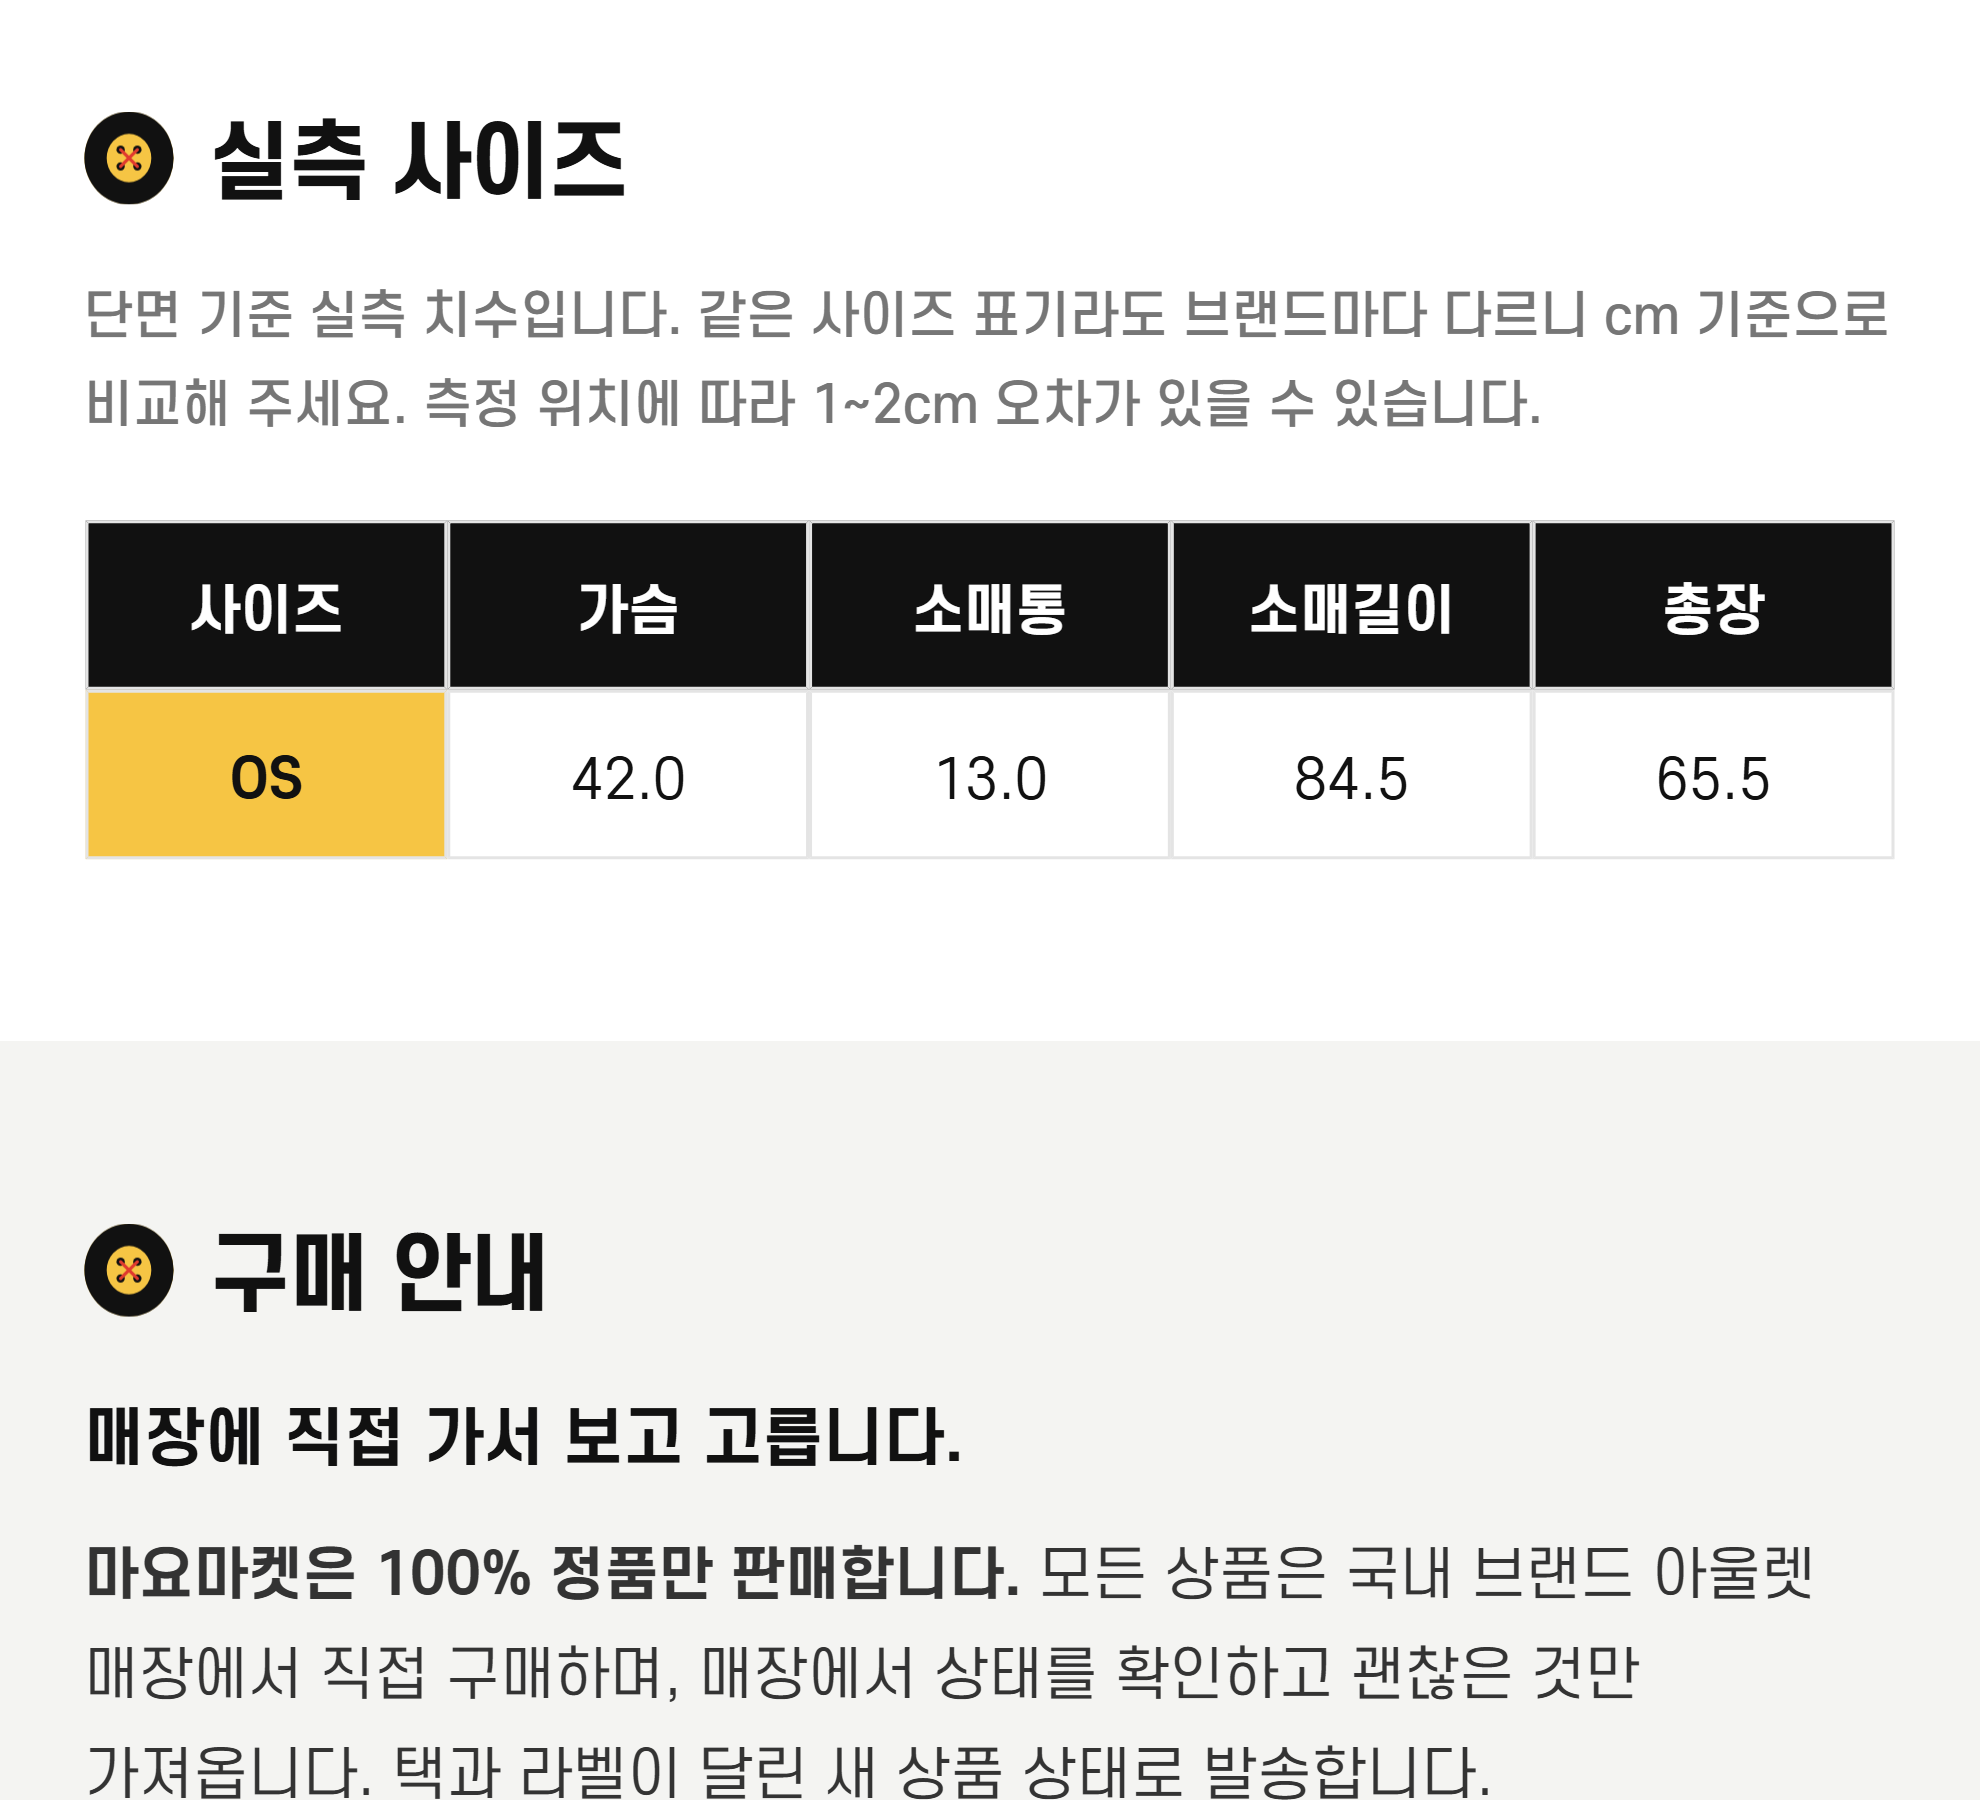 실측 사이즈
단면 기준 실측 치수입니다. 같은 사이즈 표기라도 브랜드마다 다르니 cm 기준으로
비교해 주세요. 측정 위치에 따라 1~2cm 오차가 있을 수 있습니다.
사이즈 가슴 소매통 소매길이 총장
OS 42.0 13.0 84.5 65.5
구매 안내
매장에 직접 가서 보고 고릅니다.
마요마켓은 100% 정품만 판매합니다. 모든 상품은 국내 브랜드 아울렛
매장에서 직접 구매하며, 매장에서 상태를 확인하고 괜찮은 것만
가져옵니다. 택과 라벨이 달린 새 상품 상태로 발송합니다.